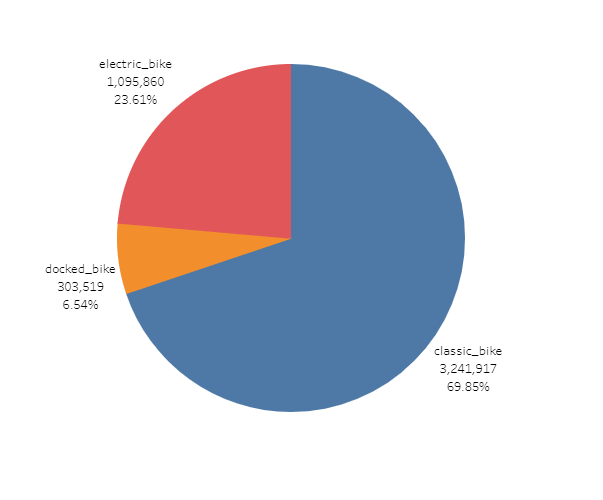 electric_bike
1,095,860
23.61%
docked_bike
303,519
6.54%
classic_bike
3,241,917
69.85%